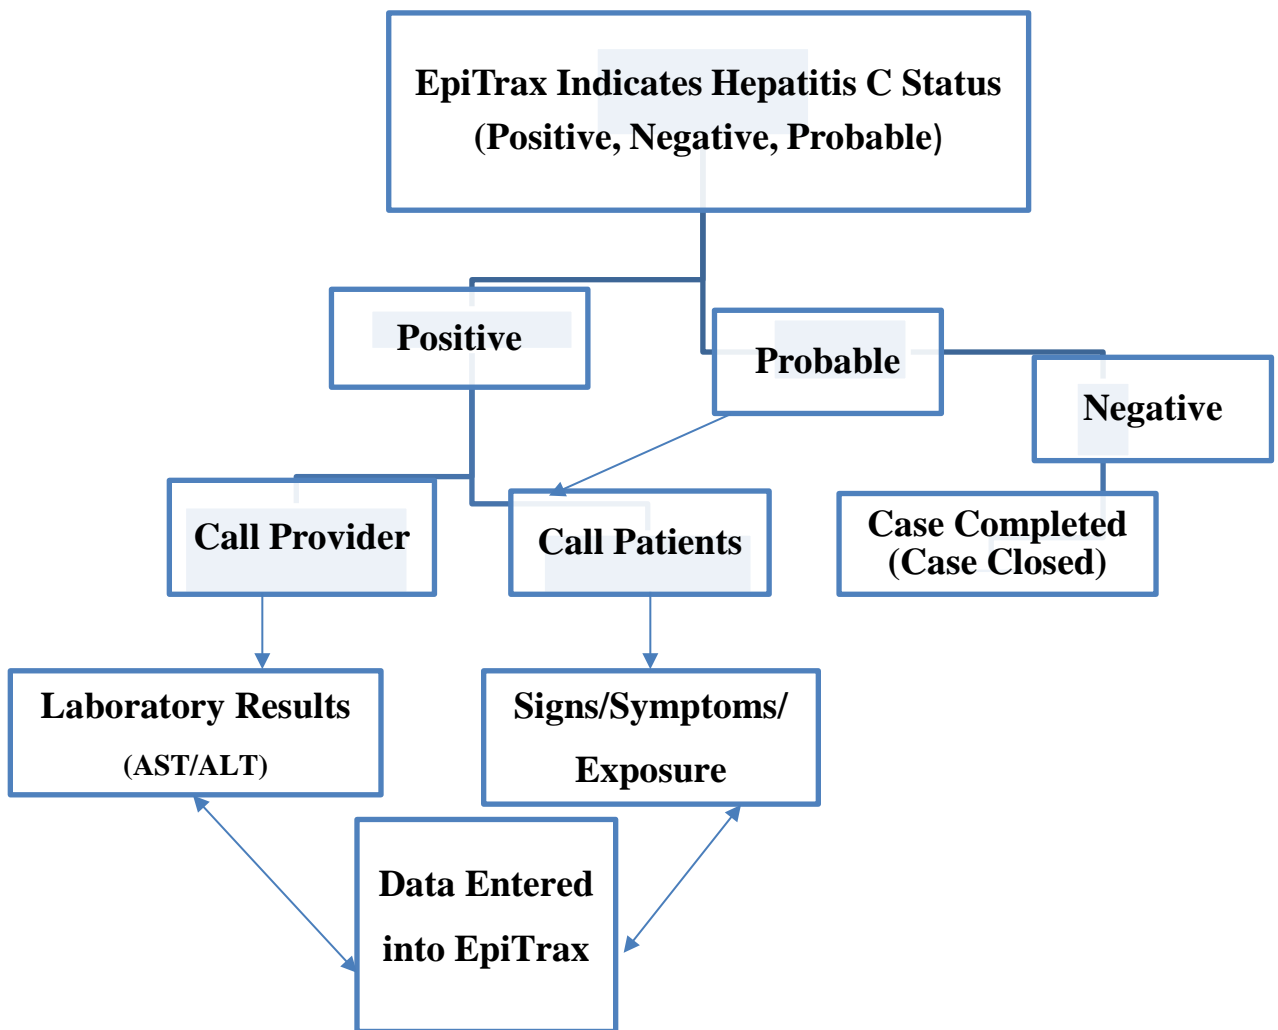 EpiTrax Indicates Hepatitis C Status
(Positive, Negative, Probable)
Positive
Probable
Negative
Call Provider
Call Patients
Case Completed
(Case Closed)
Laboratory Results
(AST/ALT)
Signs/Symptoms/
Exposure
Data Entered
into EpiTrax